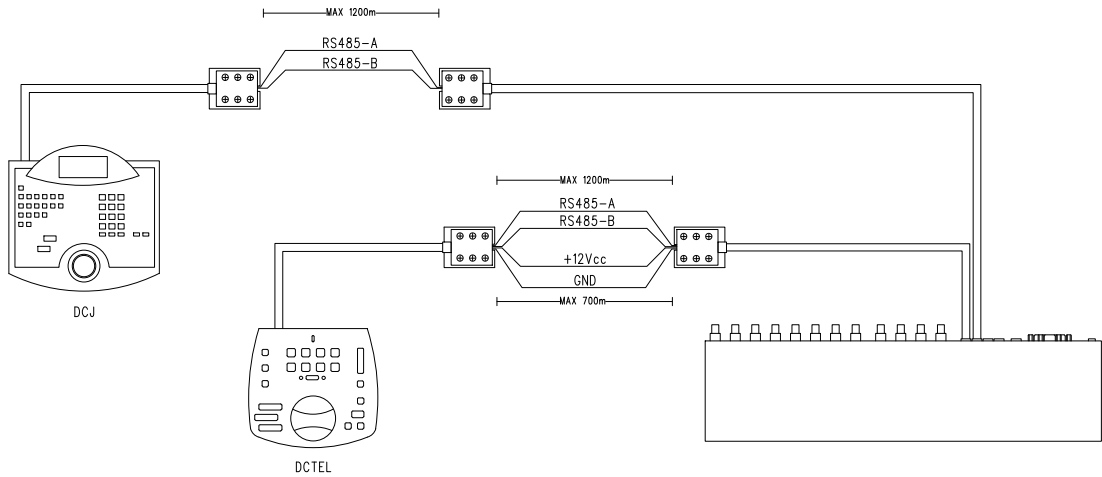 MAX 1200m
RS485-A
RS485-B
MAX 1200m
RS485-A
RS485-B
+12Vcc
GND
MAX 700m
DCJ
DCTEL